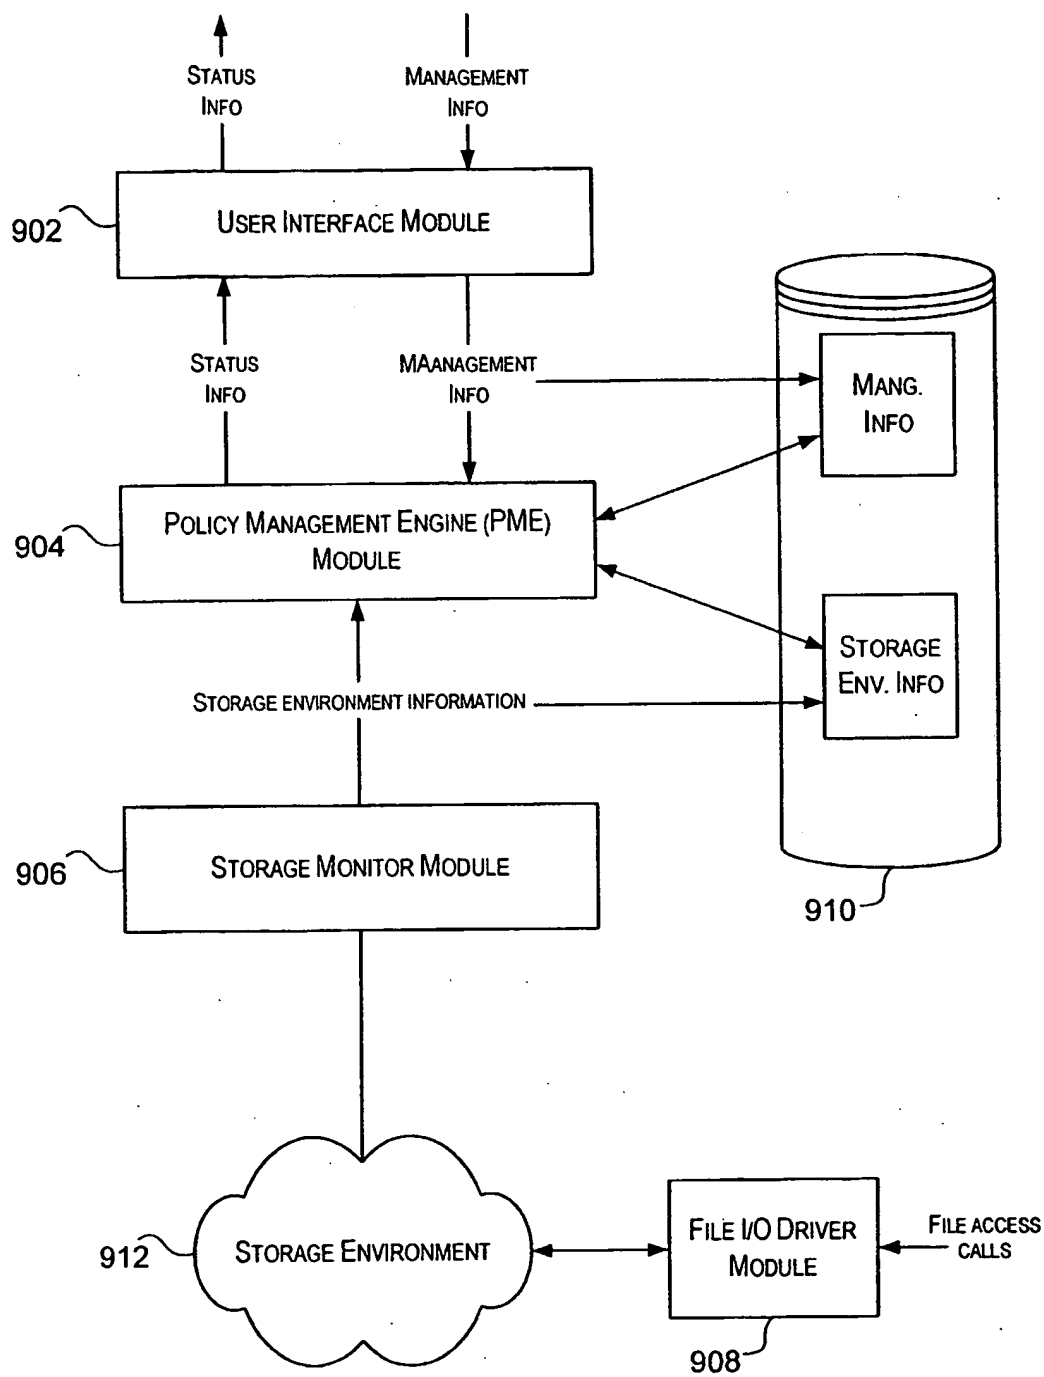 STATUS
INFO
MANAGEMENT
INFO
USER INTERFACE MODULE
902
STATUS
INFO
MAANAGEMENT
INFO
MANG.
INFO
POLICY MANAGEMENT ENGINE (PME)
MODULE
904
STORAGE
ENV. INFO
STORAGE ENVIRONMENT INFORMATION
STORAGE MONITOR MODULE
906
910
STORAGE ENVIRONMENT
912
FILE I/O DRIVER
MODULE
FILE ACCESS
CALLS
908